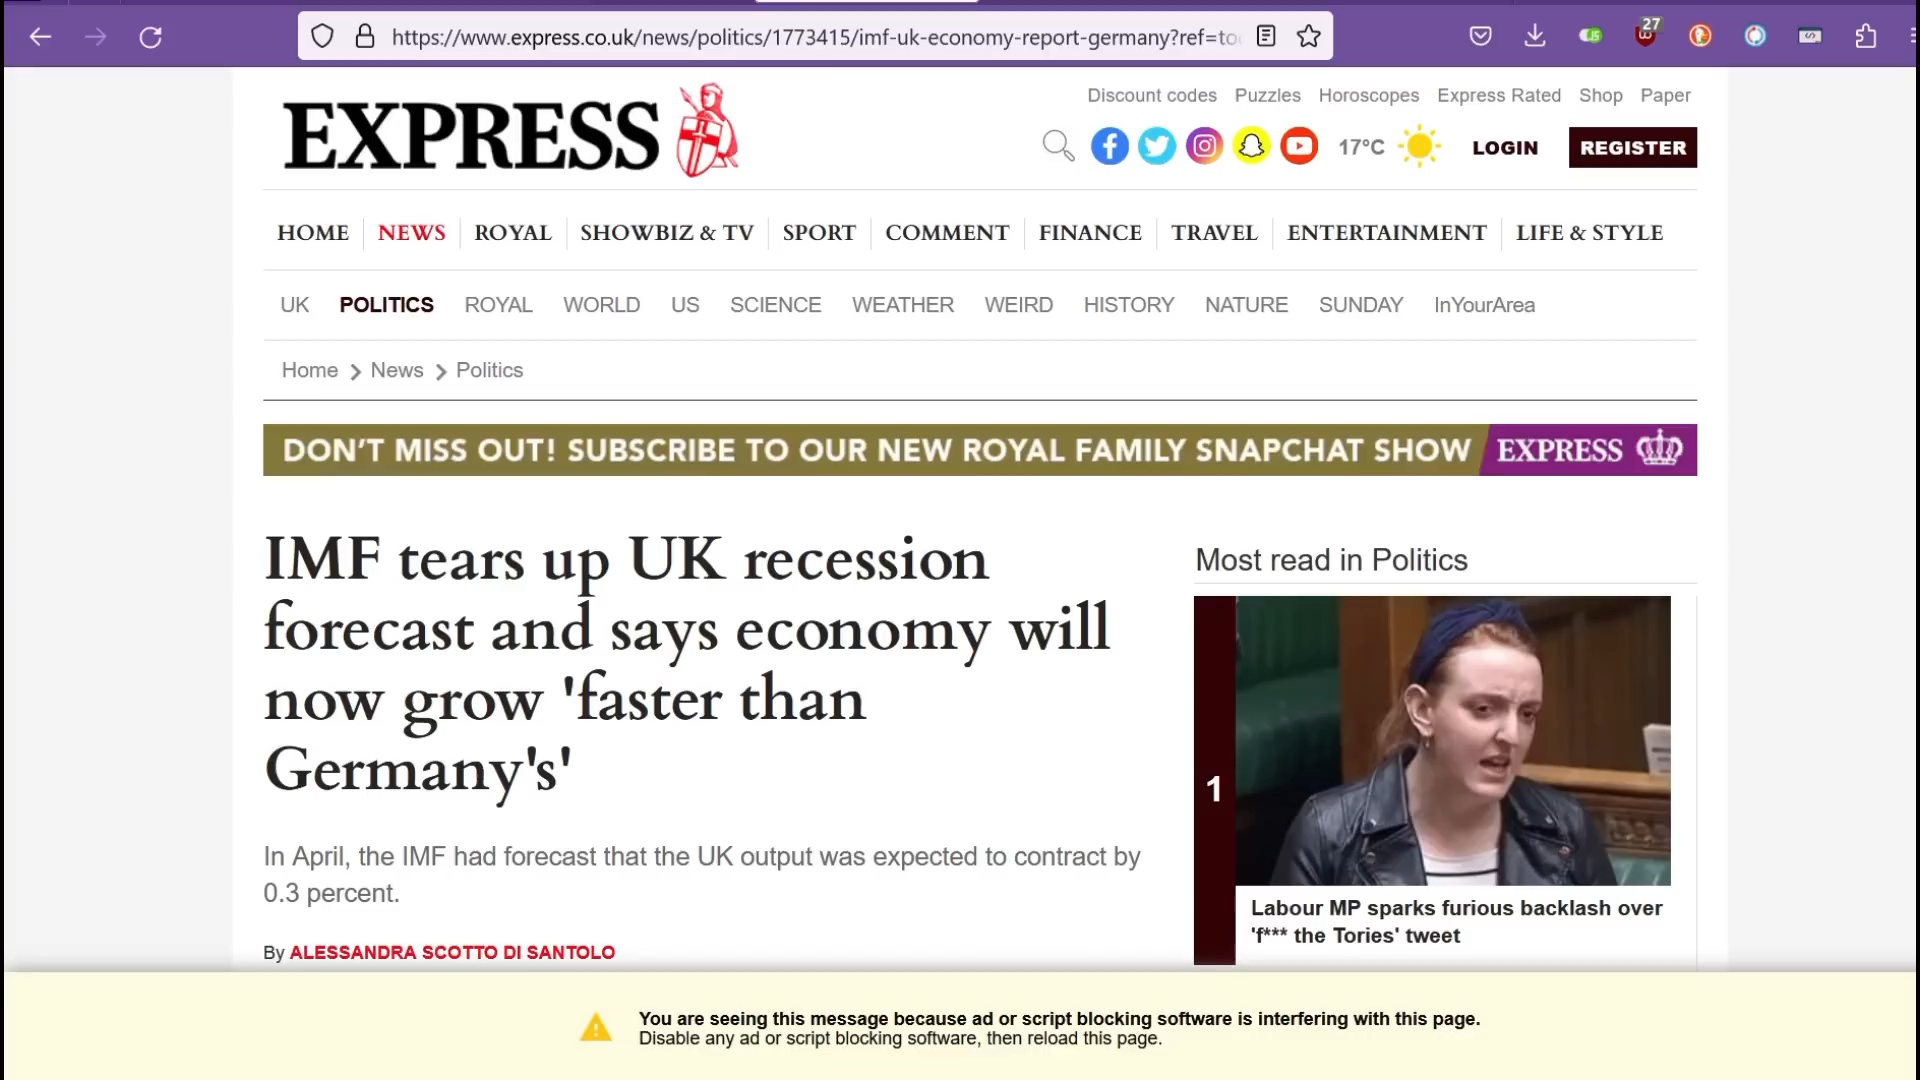 https://www.express.co.uk/news/politics/1773415/imf-uk-economy-report-germany?ref=to
27
EXPRESS
Discount codes Puzzles Horoscopes Express Rated Shop Paper
17°C LOGIN REGISTER
HOME NEWS ROYAL SHOWBIZ & TV SPORT COMMENT FINANCE TRAVEL ENTERTAINMENT LIFE & STYLE
UK POLITICS ROYAL WORLD US SCIENCE WEATHER WEIRD HISTORY NATURE SUNDAY InYourArea
Home News Politics
DON'T MISS OUT! SUBSCRIBE TO OUR NEW ROYAL FAMILY SNAPCHAT SHOW EXPRESS
IMF tears up UK recession
forecast and says economy will
now grow 'faster than
Germany's'
In April, the IMF had forecast that the UK output was expected to contract by
0.3 percent.
By ALESSANDRA SCOTTO DI SANTOLO
Most read in Politics
1
Labour MP sparks furious backlash over
'f*** the Tories' tweet
You are seeing this message because ad or script blocking software is interfering with this page.
Disable any ad or script blocking software, then reload this page.